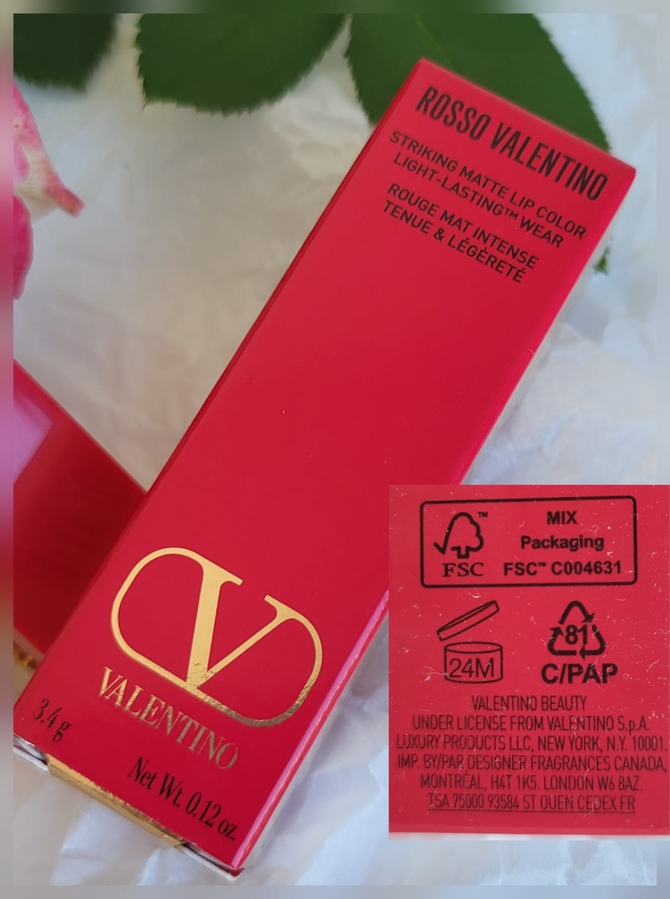 ROSSO VALENTINO
STRIKING MATTE LIP COLOR
LIGHT-LASTING™ WEAR
ROUGE MAT INTENSE
TENUE & LÉGÈRETÉ
V
VALENTINO
3.4 g
Net Wt. 0.12 oz.
MIX
Packaging
FSC™ C004631
™
FSC
24M
81
C/PAP
VALENTINO BEAUTY
UNDER LICENSE FROM VALENTINO S.p.A.
LUXURY PRODUCTS LLC, NEW YORK, N.Y. 10001
IMP. BY/PAR DESIGNER FRAGRANCES CANADA,
MONTRÉAL, H4T 1K5. LONDON W6 8AZ.
TSA 75000 93584 ST OUEN CEDEX FR